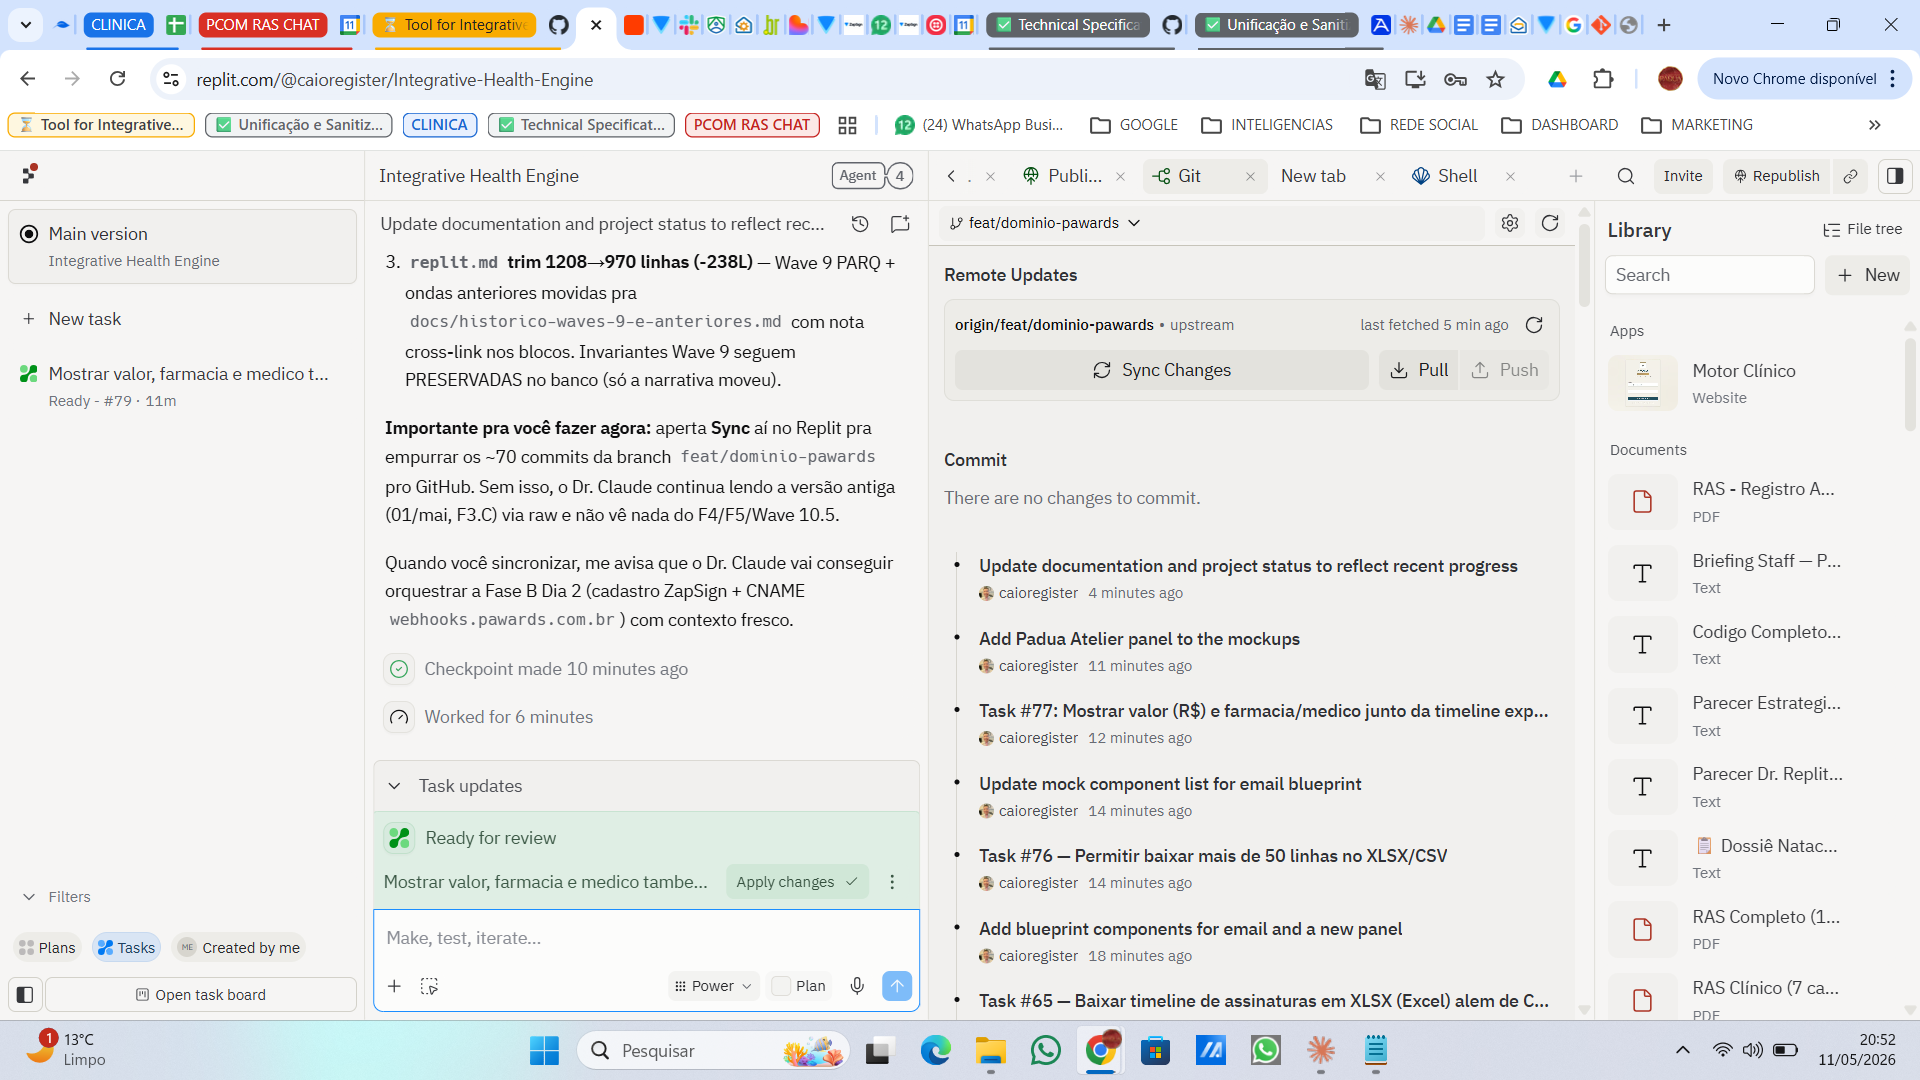 CLINICA
PCOM RAS CHAT
⏳ Tool for Integrative
✅ Technical Specifica
✅ Unificação e Saniti
replit.com/@caioregister/Integrative-Health-Engine
Novo Chrome disponível
⏳ Tool for Integrative...
✅ Unificação e Sanitiz...
CLINICA
✅ Technical Specificat...
PCOM RAS CHAT
12 (24) WhatsApp Busi...
GOOGLE
INTELIGENCIAS
REDE SOCIAL
DASHBOARD
MARKETING
Main version
Integrative Health Engine
New task
Mostrar valor, farmacia e medico t...
Ready - #79 · 11m
Filters
Plans
Tasks
ME Created by me
Open task board
Integrative Health Engine
Agent 4
Update documentation and project status to reflect rec...
3. replit.md trim 1208→970 linhas (-238L) — Wave 9 PARQ +
ondas anteriores movidas pra
docs/historico-waves-9-e-anteriores.md com nota
cross-link nos blocos. Invariantes Wave 9 seguem
PRESERVADAS no banco (só a narrativa moveu).
Importante pra você fazer agora: aperta Sync aí no Replit pra
empurrar os ~70 commits da branch feat/dominio-pawards
pro GitHub. Sem isso, o Dr. Claude continua lendo a versão antiga
(01/mai, F3.C) via raw e não vê nada do F4/F5/Wave 10.5.
Quando você sincronizar, me avisa que o Dr. Claude vai conseguir
orquestrar a Fase B Dia 2 (cadastro ZapSign + CNAME
webhooks.pawards.com.br ) com contexto fresco.
Checkpoint made 10 minutes ago
Worked for 6 minutes
Task updates
Ready for review
Mostrar valor, farmacia e medico tambe...
Apply changes
Make, test, iterate...
Power
Plan
Publi...
Git
New tab
Shell
Invite
Republish
feat/dominio-pawards
Remote Updates
origin/feat/dominio-pawards • upstream
last fetched 5 min ago
Sync Changes
Pull
Push
Commit
There are no changes to commit.
Update documentation and project status to reflect recent progress
caioregister 4 minutes ago
Add Padua Atelier panel to the mockups
caioregister 11 minutes ago
Task #77: Mostrar valor (R$) e farmacia/medico junto da timeline exp...
caioregister 12 minutes ago
Update mock component list for email blueprint
caioregister 14 minutes ago
Task #76 — Permitir baixar mais de 50 linhas no XLSX/CSV
caioregister 14 minutes ago
Add blueprint components for email and a new panel
caioregister 18 minutes ago
Task #65 — Baixar timeline de assinaturas em XLSX (Excel) alem de C...
Library
File tree
Search
New
Apps
Motor Clínico
Website
Documents
RAS - Registro A...
PDF
Briefing Staff — P...
Text
Codigo Completo...
Text
Parecer Estrategi...
Text
Parecer Dr. Replit...
Text
📋 Dossiê Natac...
Text
RAS Completo (1...
PDF
RAS Clínico (7 ca...
PDF
1
13°C
Limpo
Pesquisar
20:52
11/05/2026